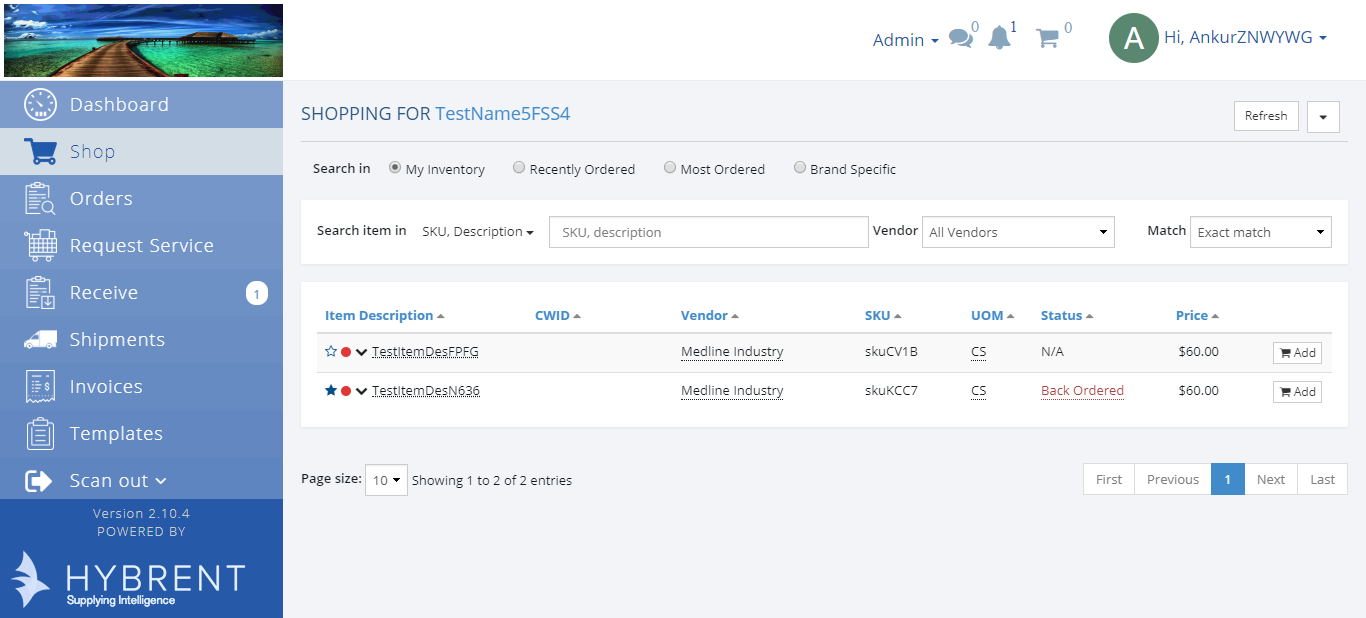 Admin 0 1 0 A Hi, AnkurZNWYWG
Dashboard
Shop
Orders
Request Service
Receive 1
Shipments
Invoices
Templates
Scan out
Version 2.10.4
POWERED BY
HYBRENT
Supplying Intelligence
SHOPPING FOR TestName5FSS4 Refresh
Search in My Inventory Recently Ordered Most Ordered Brand Specific
Search item in SKU, Description SKU, description Vendor All Vendors Match Exact match
Item Description CWID Vendor SKU UOM Status Price
TestItemDesFPFG Medline Industry skuCV1B CS N/A $60.00 Add
TestItemDesN636 Medline Industry skuKCC7 CS Back Ordered $60.00 Add
Page size: 10 Showing 1 to 2 of 2 entries First Previous 1 Next Last